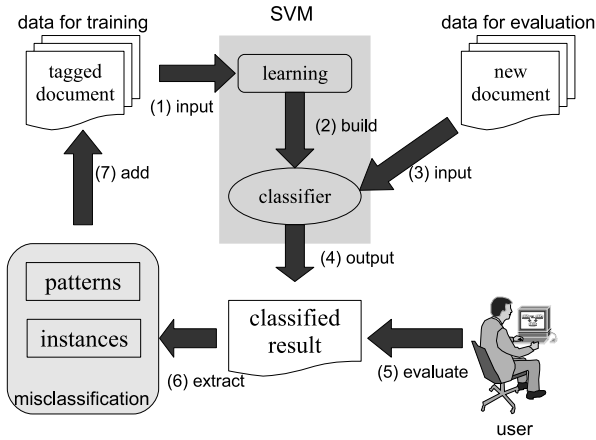 SVM
data for training
data for evaluation
tagged
document
learning
new
document
(1) input
(2) build
(3) input
(7) add
classifier
(4) output
patterns
instances
classified
result
(6) extract
(5) evaluate
misclassification
user